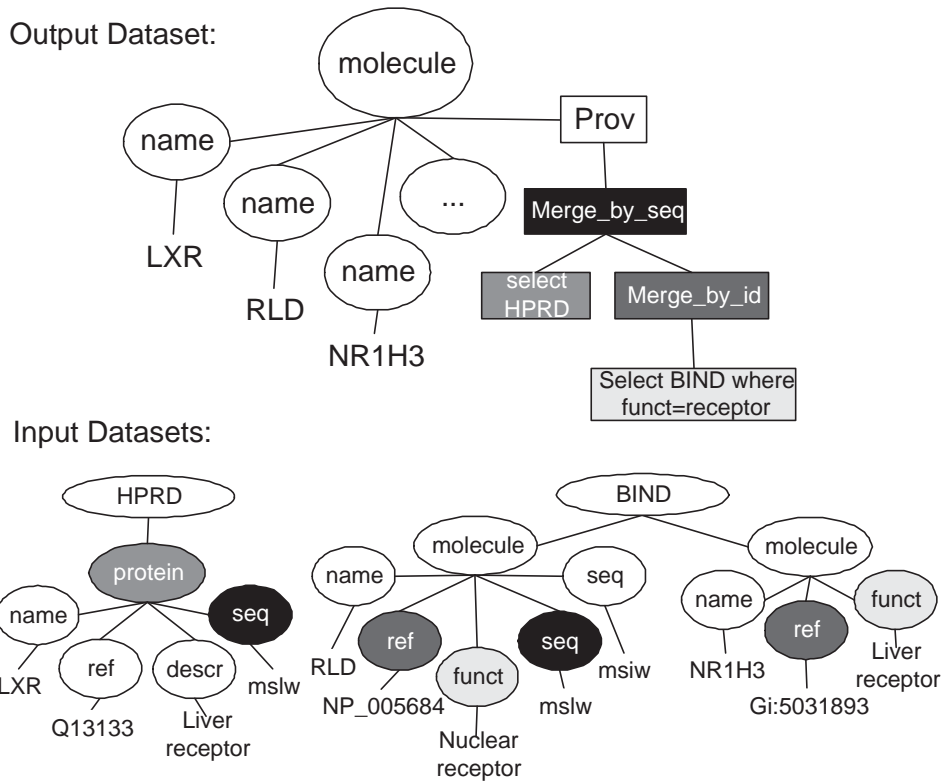 Output Dataset:
molecule
Prov
name
name
...
name
LXR
RLD
NR1H3
Merge_by_seq
select
HPRD
Merge_by_id
Select BIND where
funct=receptor
Input Datasets:
HPRD
protein
name
ref
descr
seq
LXR
Q13133
Liver
receptor
mslw
BIND
molecule
molecule
name
ref
funct
seq
seq
RLD
NP_005684
Nuclear
receptor
mslw
msiw
name
ref
funct
NR1H3
Gi:5031893
Liver
receptor